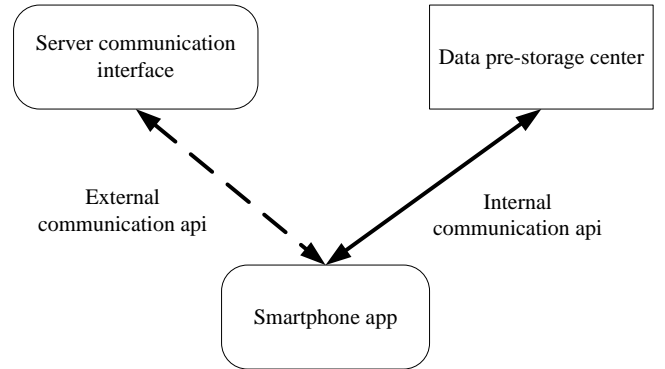 Server communication
interface
Data pre-storage center
External
communication api
Internal
communication api
Smartphone app